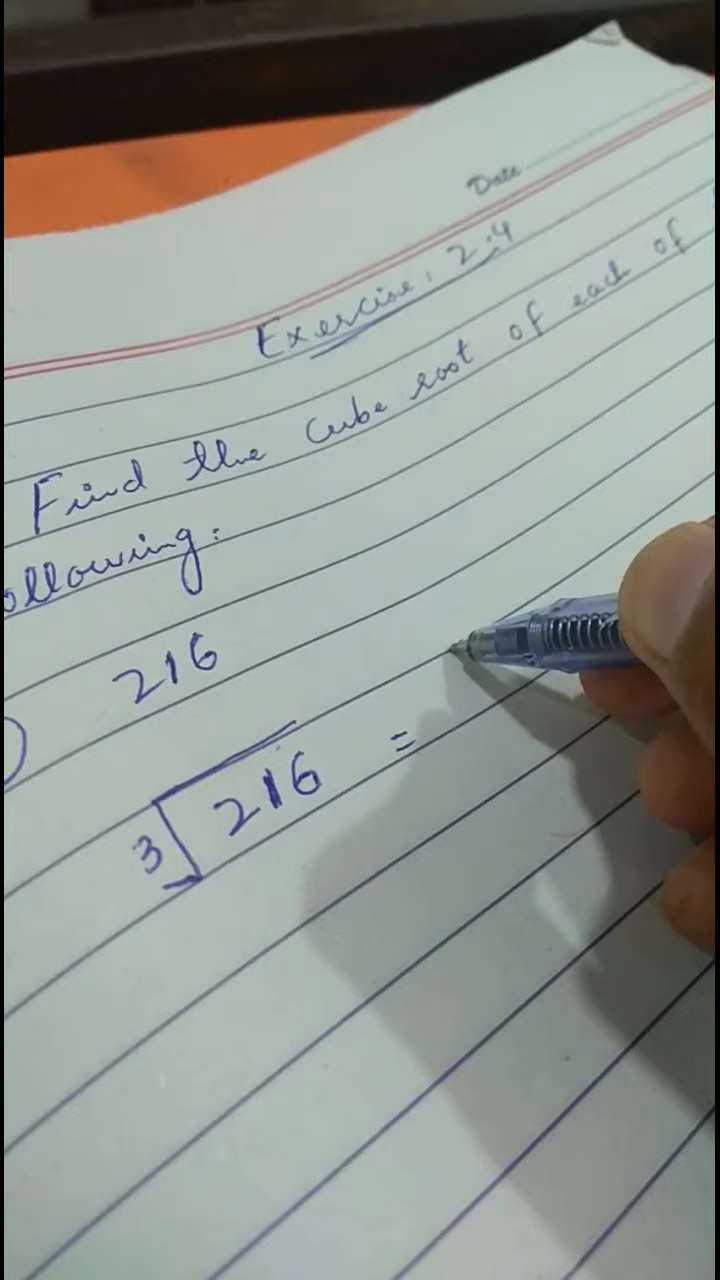 Date
Exercise: 2.4
Find the cube root of each of
ollowing:
216
3√216 =